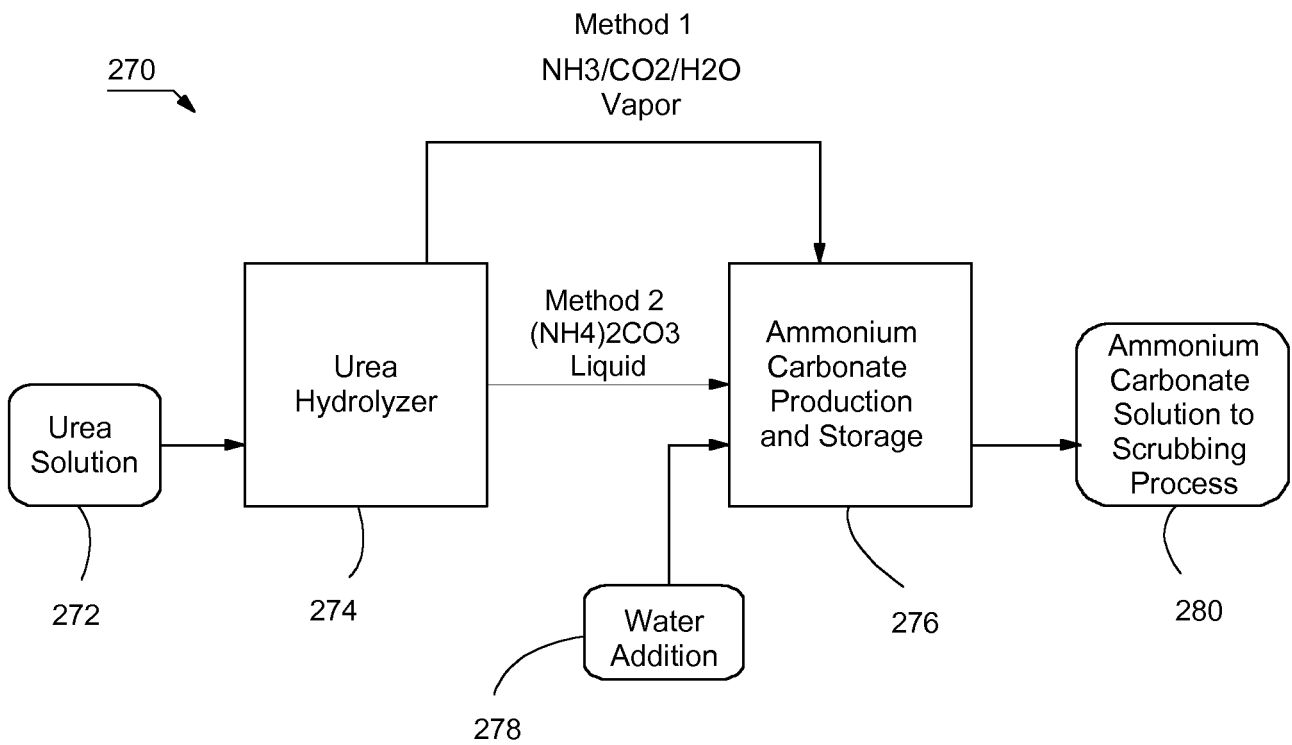 Method 1
NH3/CO2/H2O
Vapor
270
Method 2
(NH4)2CO3
Liquid
Urea
Solution
Urea
Hydrolyzer
Ammonium
Carbonate
Production
and Storage
Ammonium
Carbonate
Solution to
Scrubbing
Process
Water
Addition
272
274
276
280
278